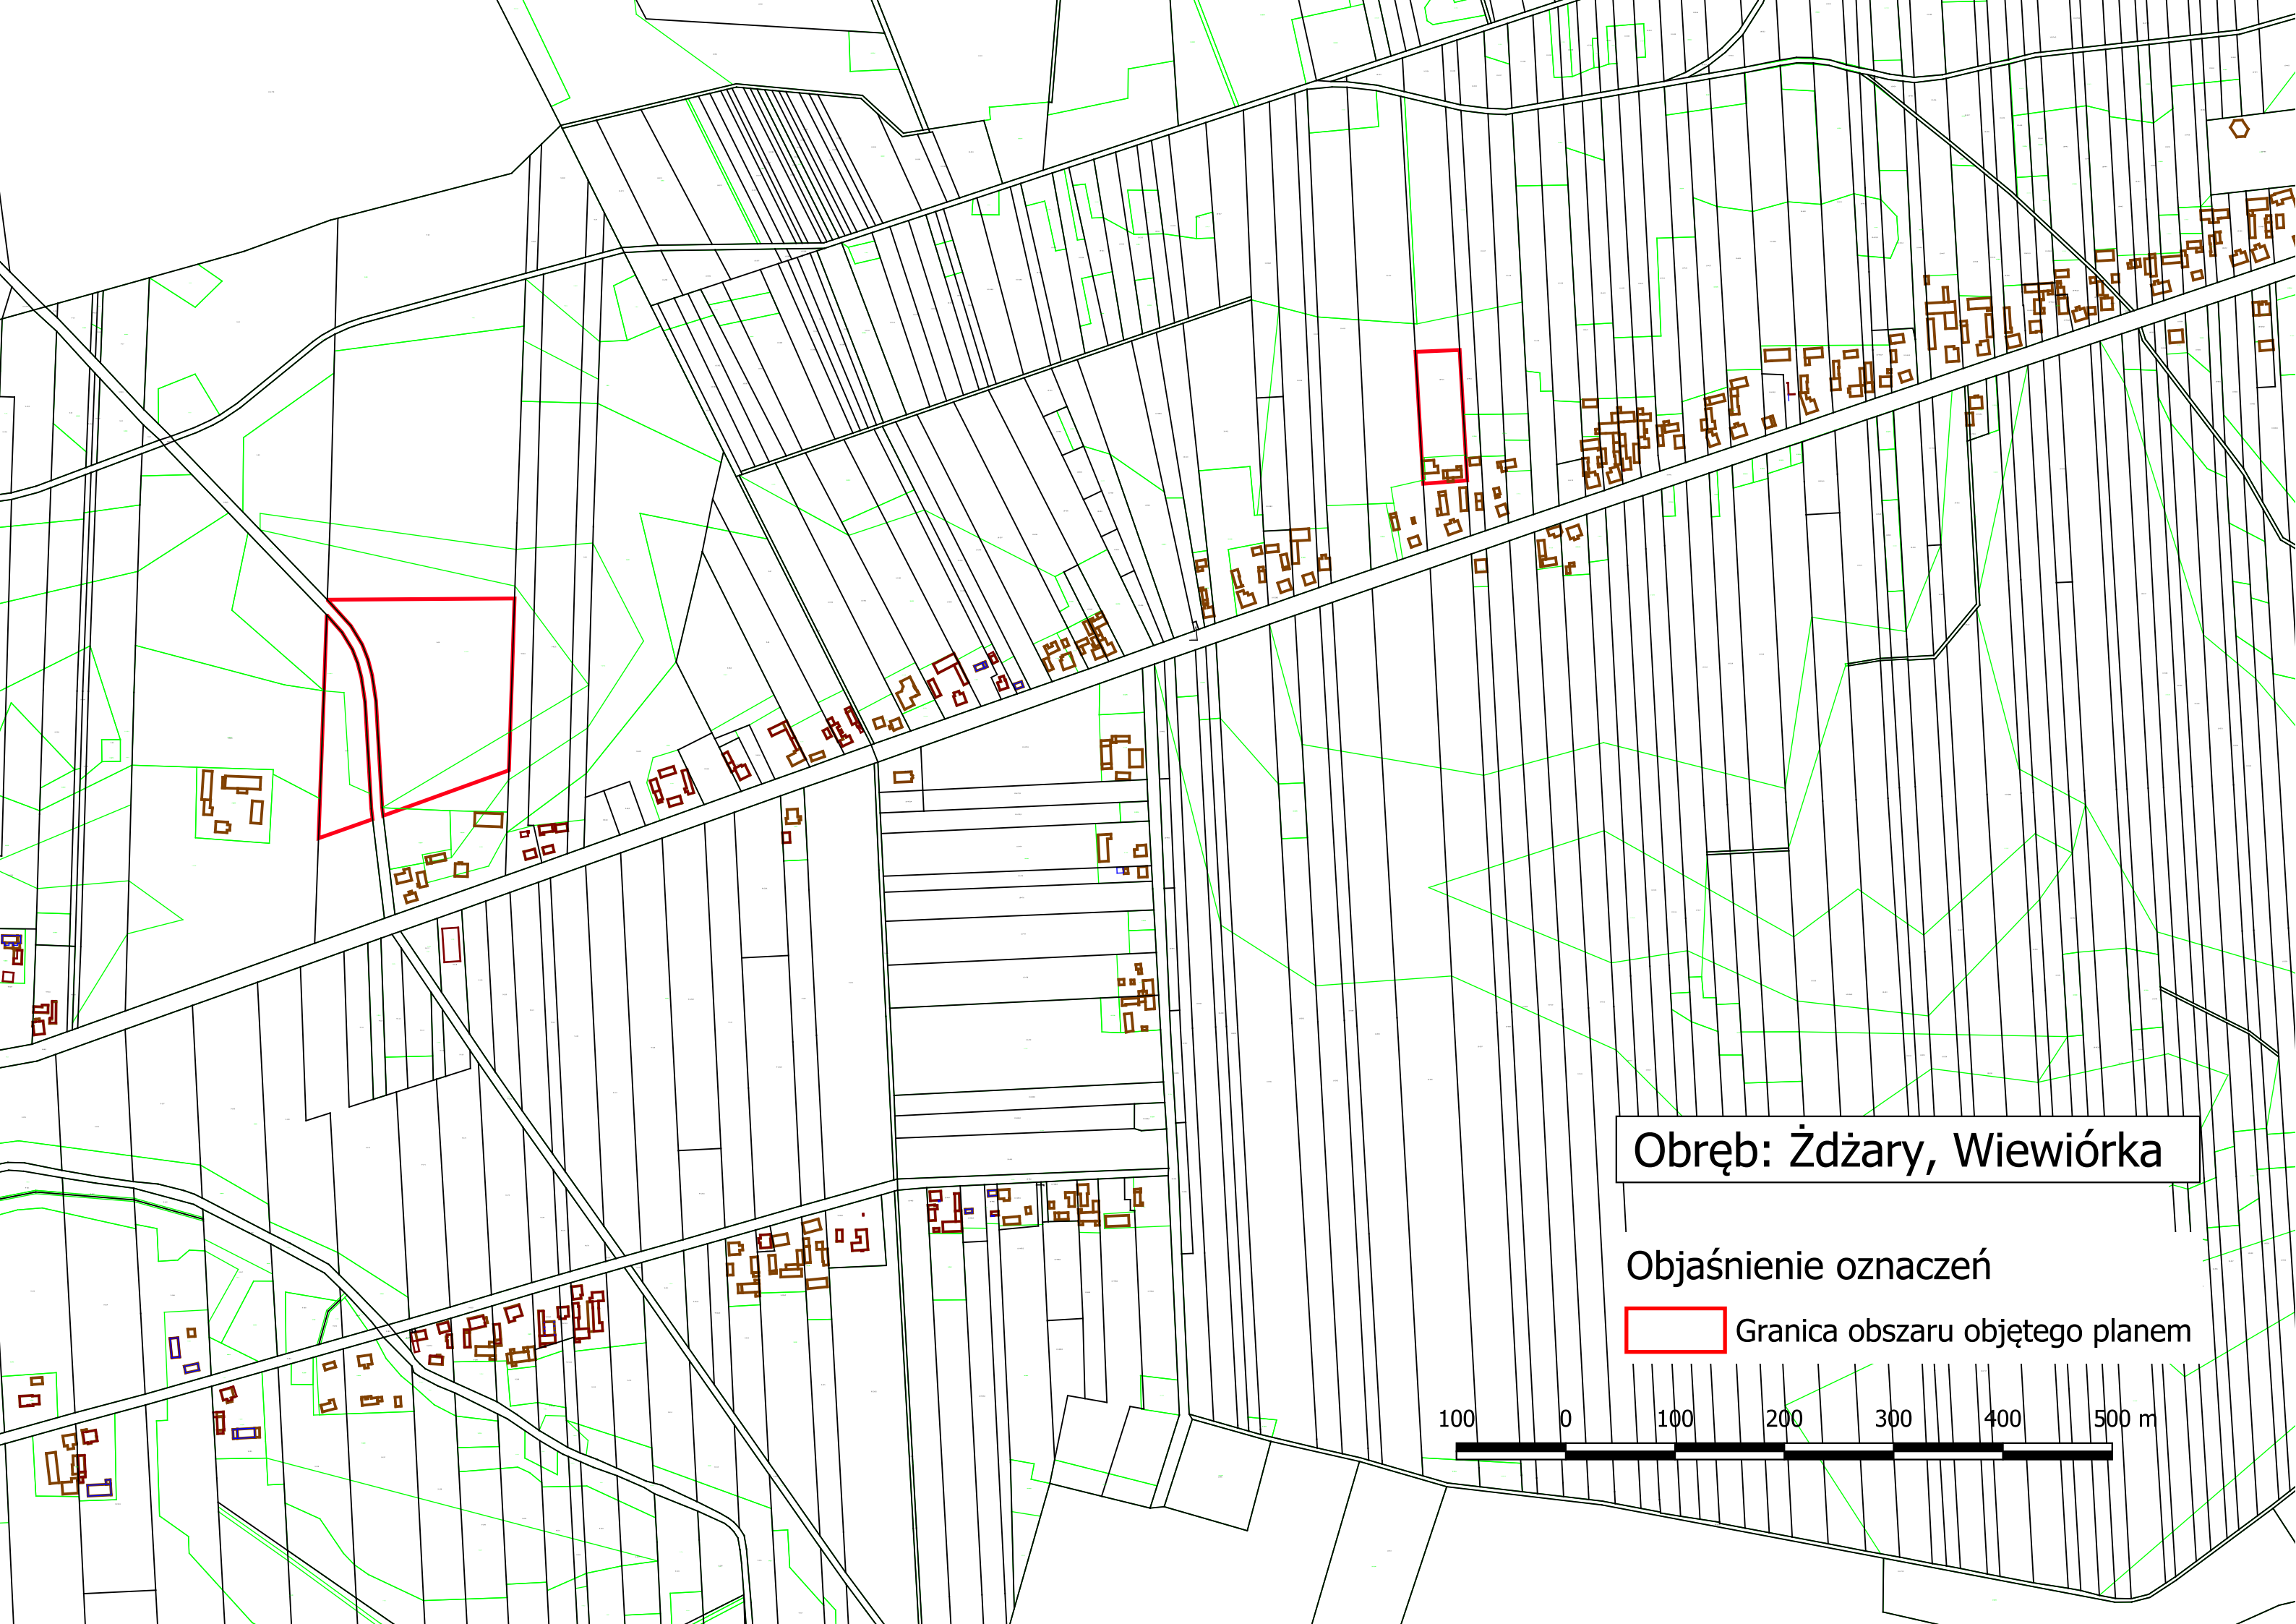 Obręb: Żdżary, Wiewiórka
Objaśnienie oznaczeń
Granica obszaru objętego planem
100 0 100 200 300 400 500 m